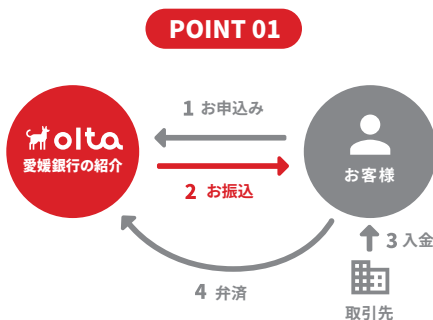 POINT 01
1 お申込み
olta
愛媛銀行の紹介
2 お振込
お客様
3 入金
4 弁済
取引先